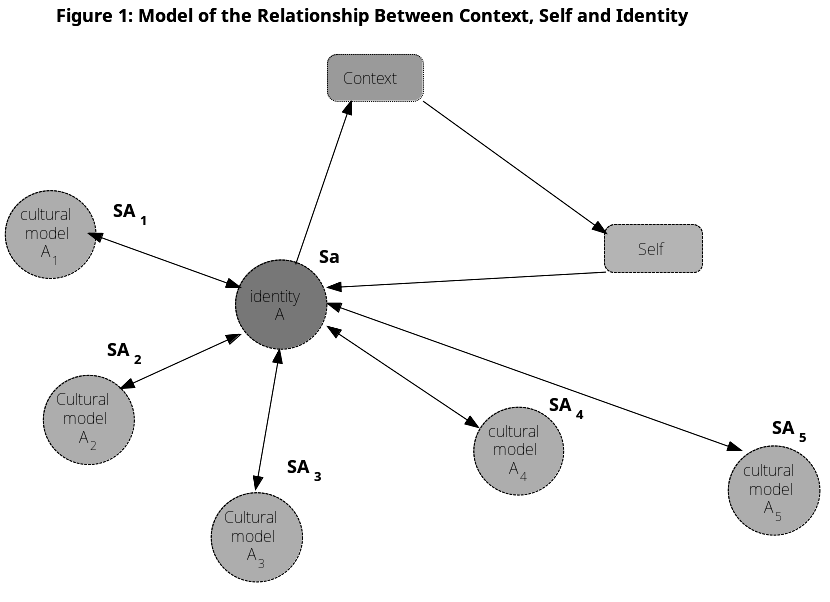 Figure 1: Model of the Relationship Between Context, Self and Identity
Context
cultural
model
A1
SA 1
Self
Sa
identity
A
SA 2
Cultural
model
A2
SA 3
Cultural
model
A3
SA 4
cultural
model
A4
SA 5
cultural
model
A5